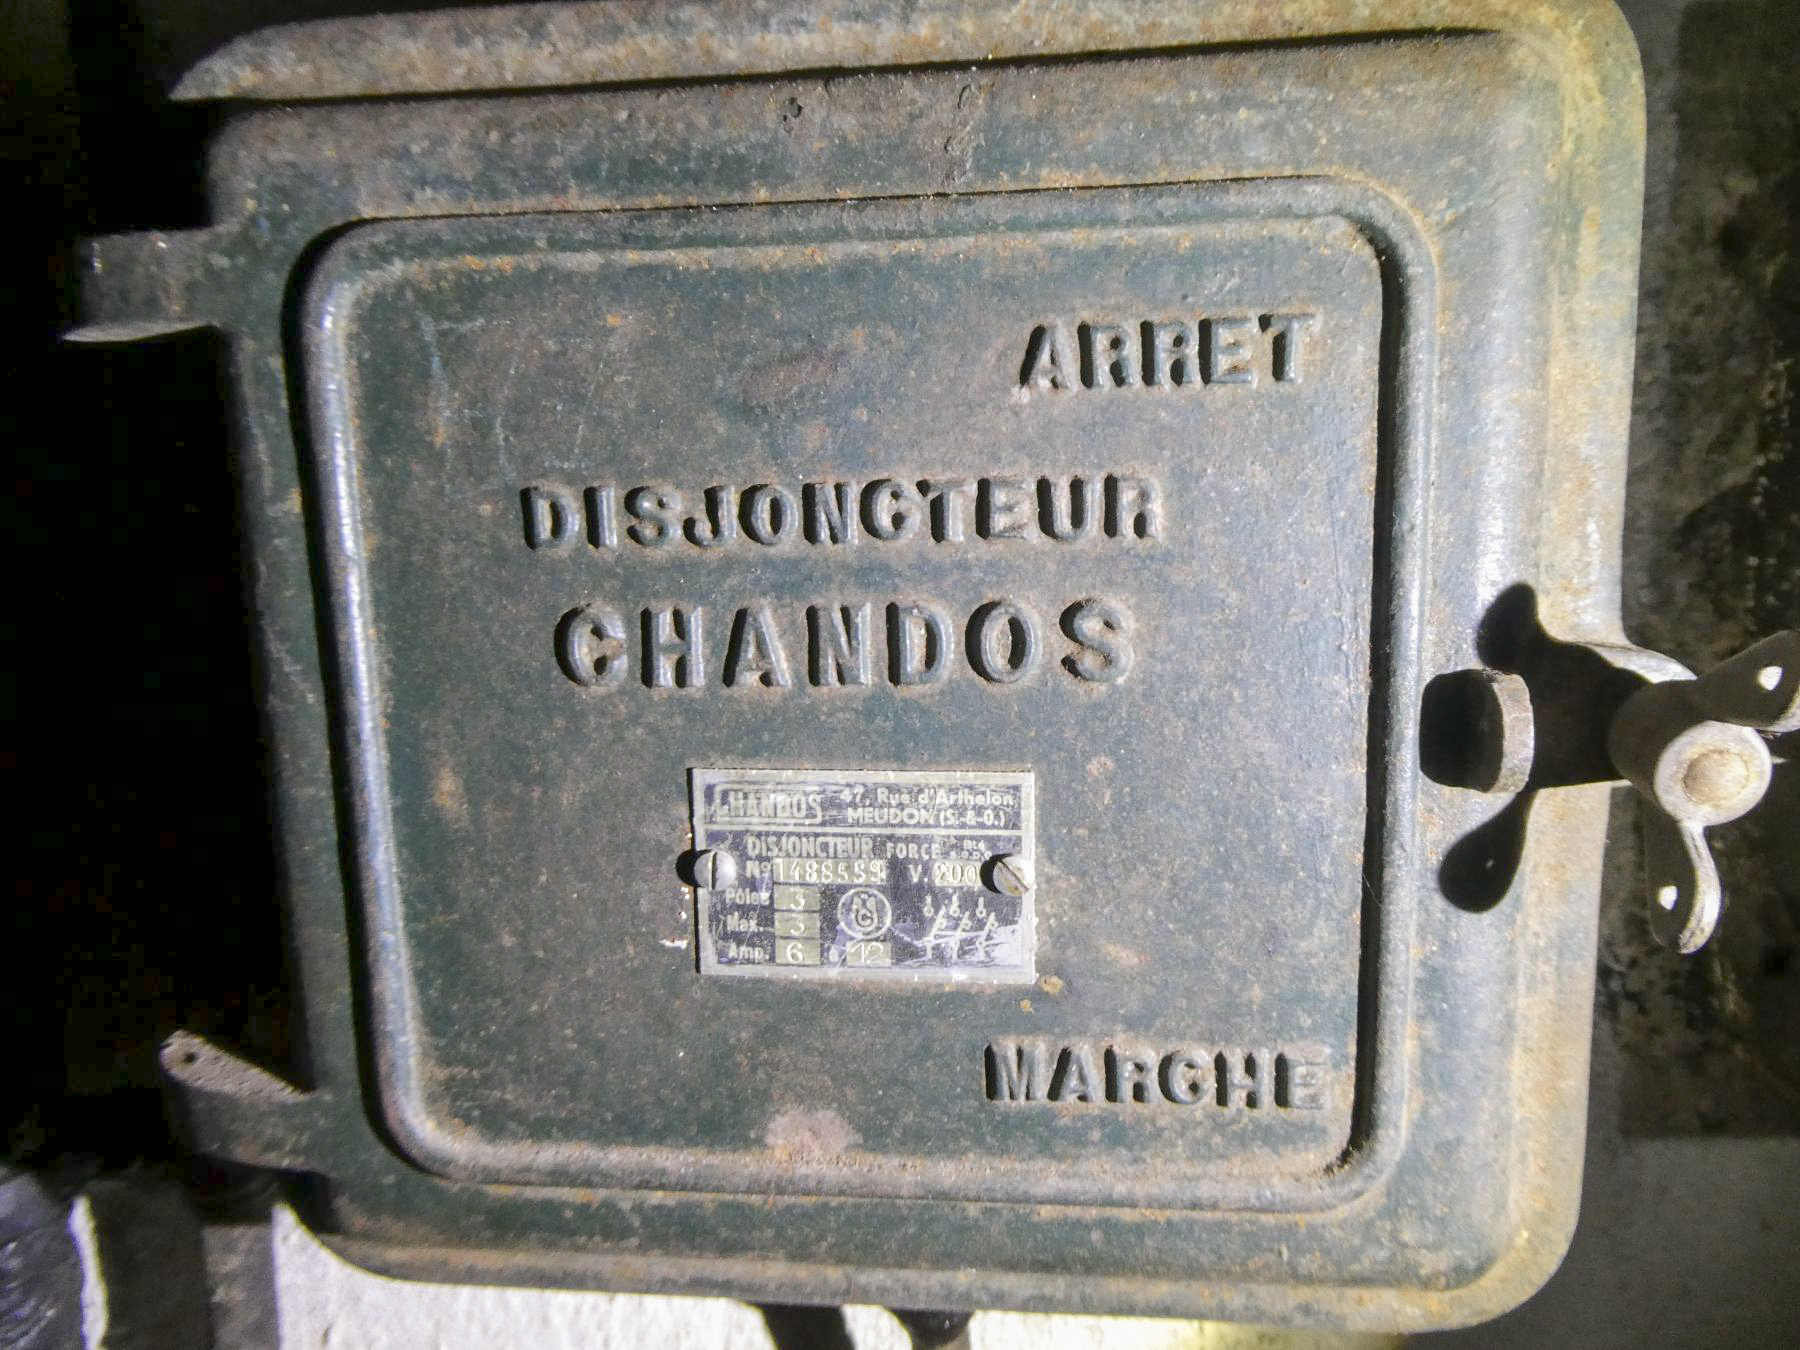 ARRET
DISJONCTEUR
CHANDOS
CHANDOS 47, Rue d'Arthelon
MEUDON (S.-&-O.)
DISJONCTEUR FORCE Bté
Nº 1488559 V. 200
Pôles 3
Max. 3
Amp. 6 à 12
MARCHE